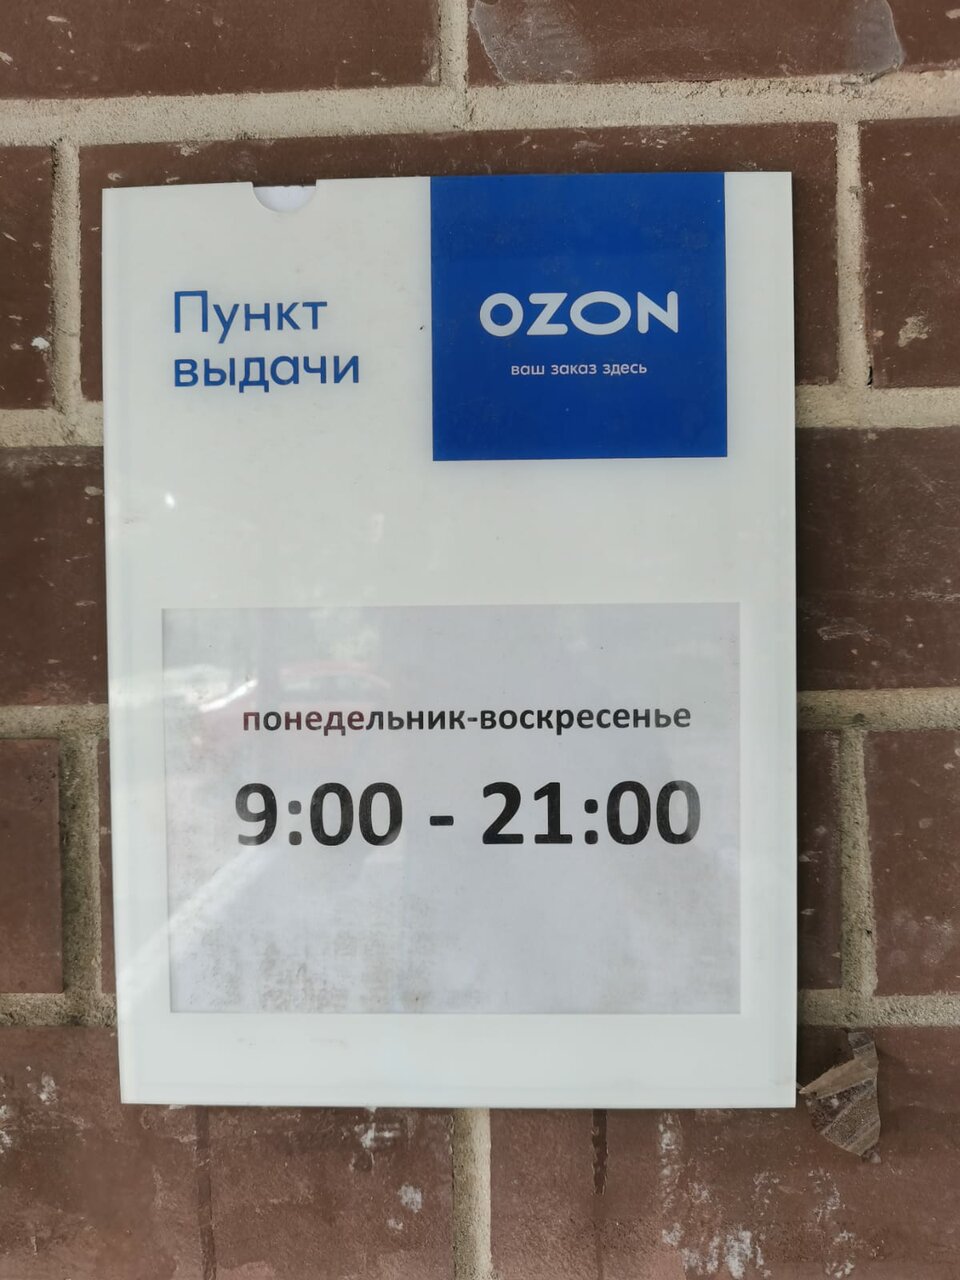 Пункт
выдачи
OZON
ваш заказ здесь
понедельник-воскресенье
9:00 - 21:00